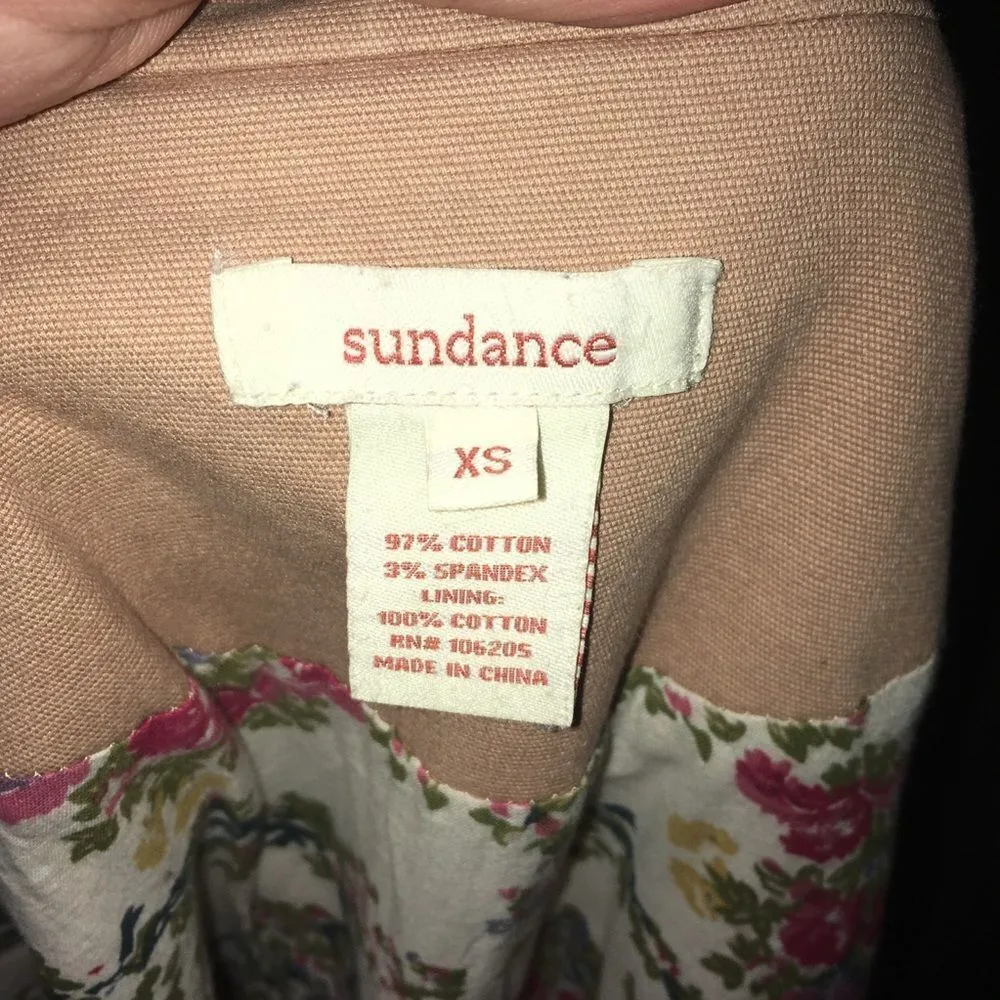 sundance
XS
97% COTTON
3% SPANDEX
LINING:
100% COTTON
RN# 106205
MADE IN CHINA